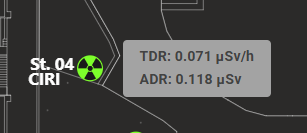 St. 04
CIRI
TDR: 0.071 µSv/h
ADR: 0.118 µSv